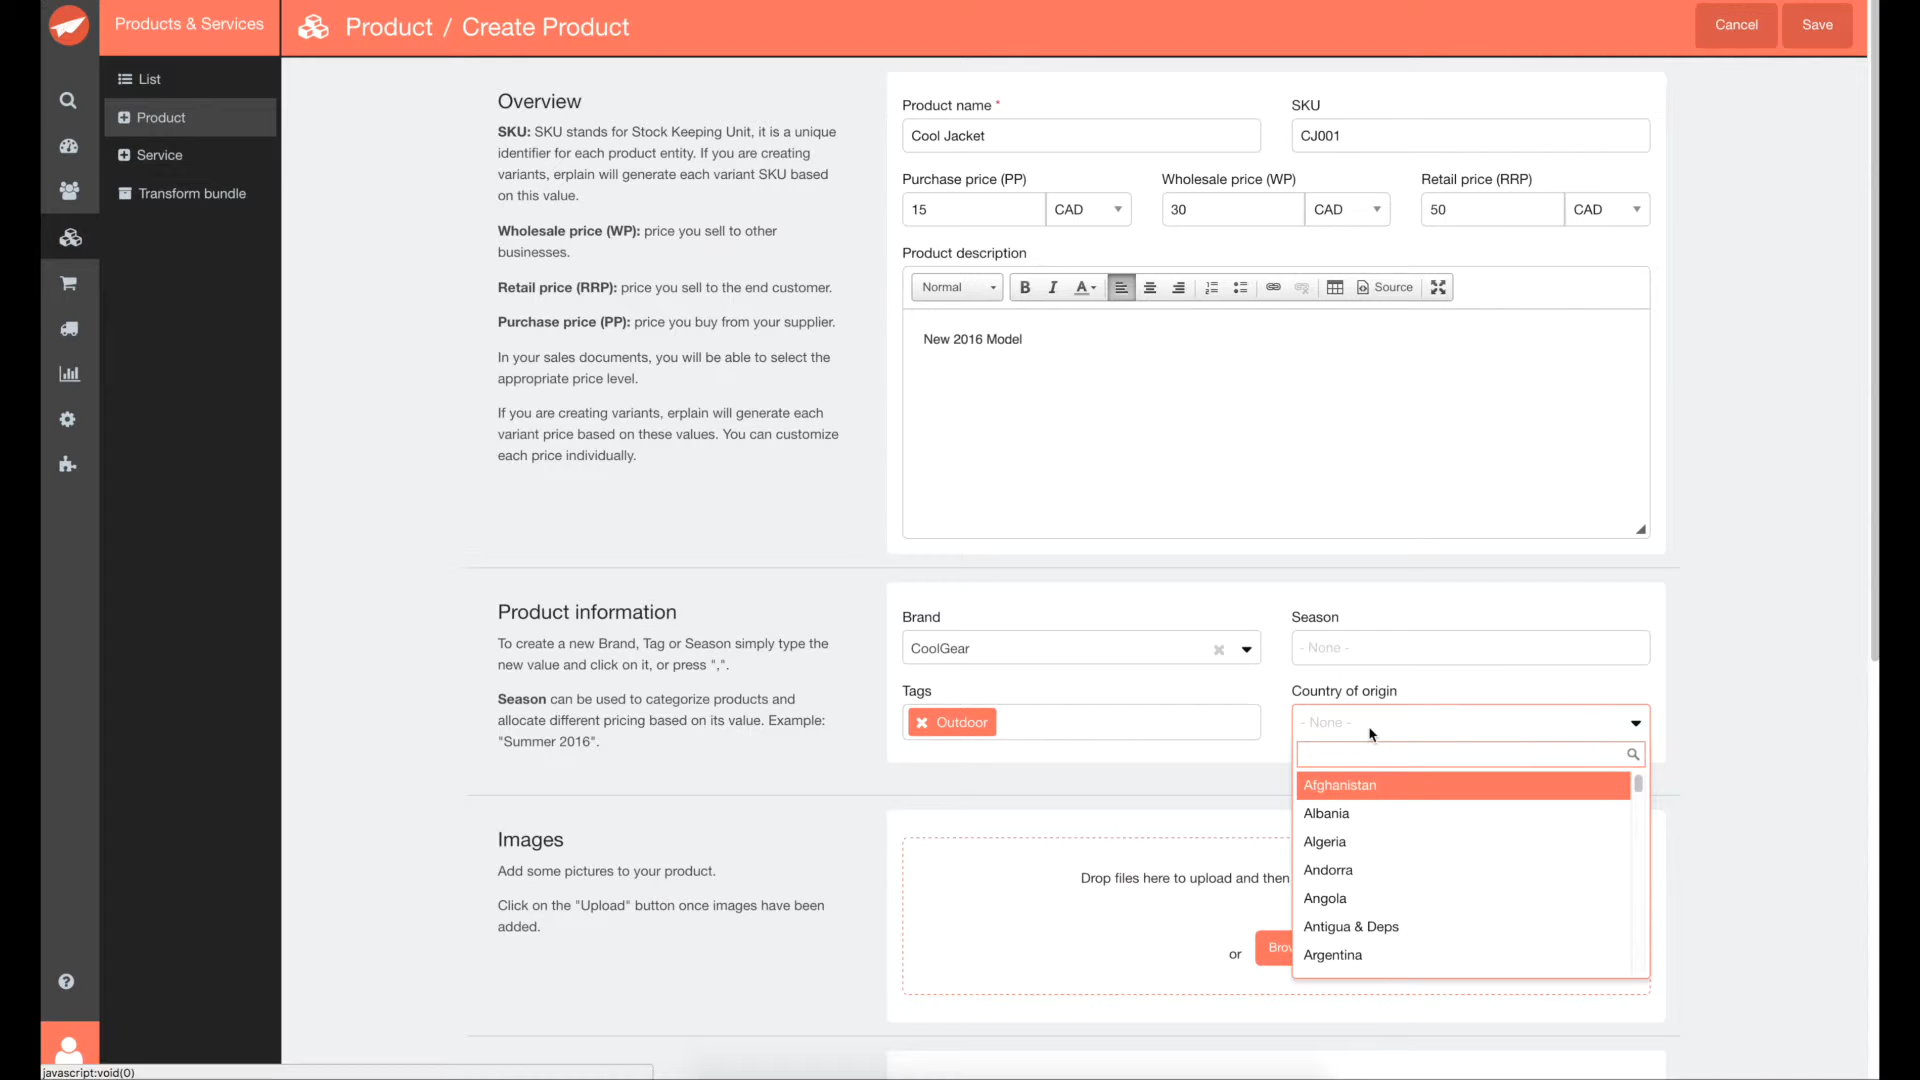 Products & Services
Product / Create Product
Cancel
Save
List
Product
Service
Transform bundle
Overview
SKU: SKU stands for Stock Keeping Unit, it is a unique
identifier for each product entity. If you are creating
variants, erplain will generate each variant SKU based
on this value.
Wholesale price (WP): price you sell to other
businesses.
Retail price (RRP): price you sell to the end customer.
Purchase price (PP): price you buy from your supplier.
In your sales documents, you will be able to select the
appropriate price level.
If you are creating variants, erplain will generate each
variant price based on these values. You can customize
each price individually.
Product name *
SKU
Cool Jacket
CJ001
Purchase price (PP)
Wholesale price (WP)
Retail price (RRP)
15 CAD
30 CAD
50 CAD
Product description
Normal
B I A
Source
New 2016 Model
Product information
To create a new Brand, Tag or Season simply type the
new value and click on it, or press ",".
Season can be used to categorize products and
allocate different pricing based on its value. Example:
"Summer 2016".
Brand
Season
CoolGear
- None -
Tags
Country of origin
Outdoor
- None -
Afghanistan
Albania
Algeria
Andorra
Angola
Antigua & Deps
Argentina
Images
Add some pictures to your product.
Click on the "Upload" button once images have been
added.
Drop files here to upload and then
or
javascript:void(0)